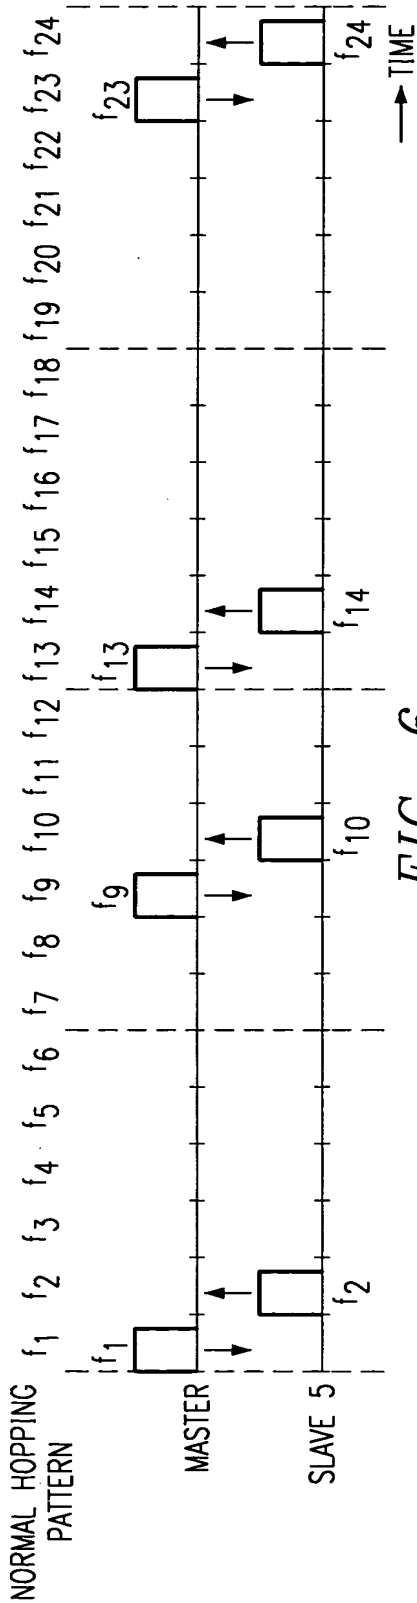 NORMAL HOPPING PATTERN f1 f2 f3 f4 f5 f6 f7 f8 f9 f10 f11 f12 f13 f14 f15 f16 f17 f18 f19 f20 f21 f22 f23 f24
f1 f9 f13 f23
MASTER
SLAVE 5
f2 f10 f14 f24
TIME
FIG. 6